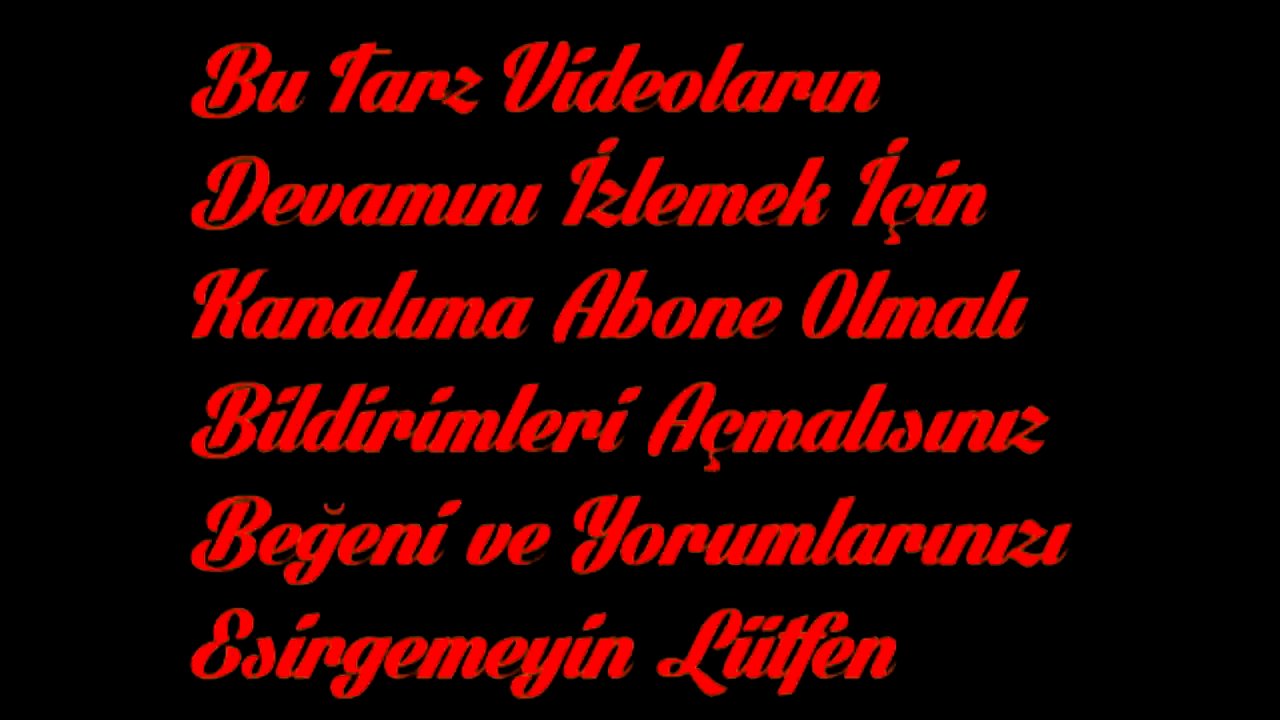 Bu Tarz Videoların
Devamını İzlemek İçin
Kanalıma Abone Olmalı
Bildirimleri Açmalısınız
Beğeni ve Yorumlarınızı
Esirgemeyin Lütfen